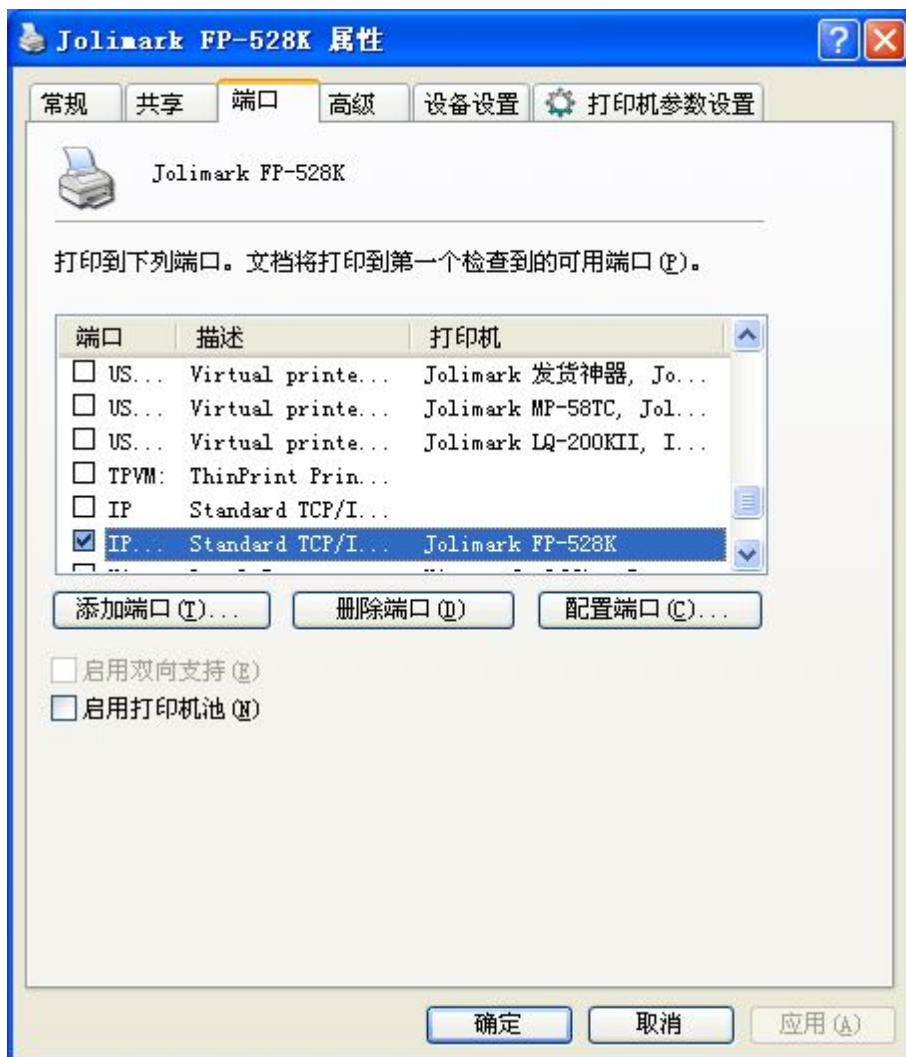 Jolimark FP-528K 属性
常规 共享 端口 高级 设备设置 打印机参数设置
Jolimark FP-528K
打印到下列端口。文档将打印到第一个检查到的可用端口(P)。
端口 描述 打印机
US... Virtual printe... Jolimark 发货神器, Jo...
US... Virtual printe... Jolimark MP-58TC, Jol...
US... Virtual printe... Jolimark LQ-200KII, I...
TPVM: ThinPrint Prin...
IP Standard TCP/I...
IP... Standard TCP/I... Jolimark FP-528K
添加端口(T)... 删除端口(D) 配置端口(C)...
启用双向支持(E)
启用打印机池(N)
确定 取消 应用(A)